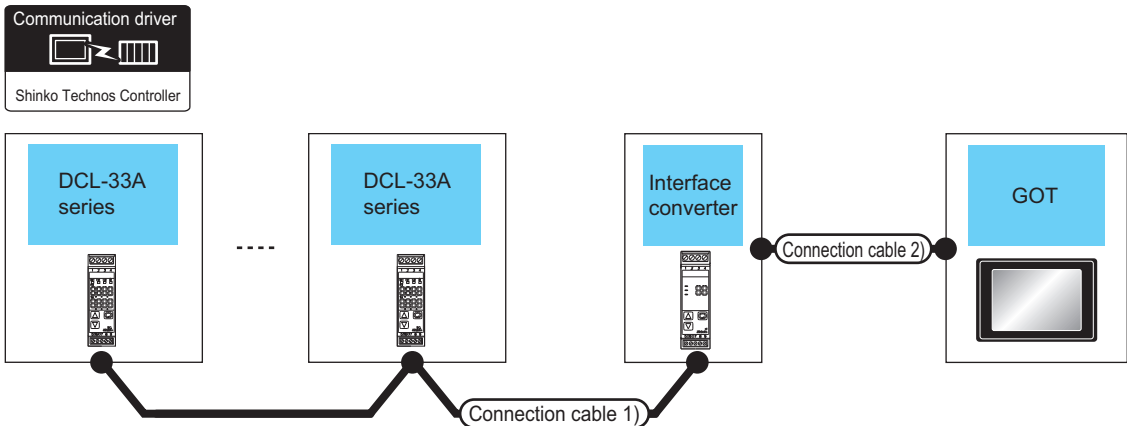 Communication driver
Shinko Technos Controller
DCL-33A
series
DCL-33A
series
Interface
converter
GOT
Connection cable 2)
Connection cable 1)